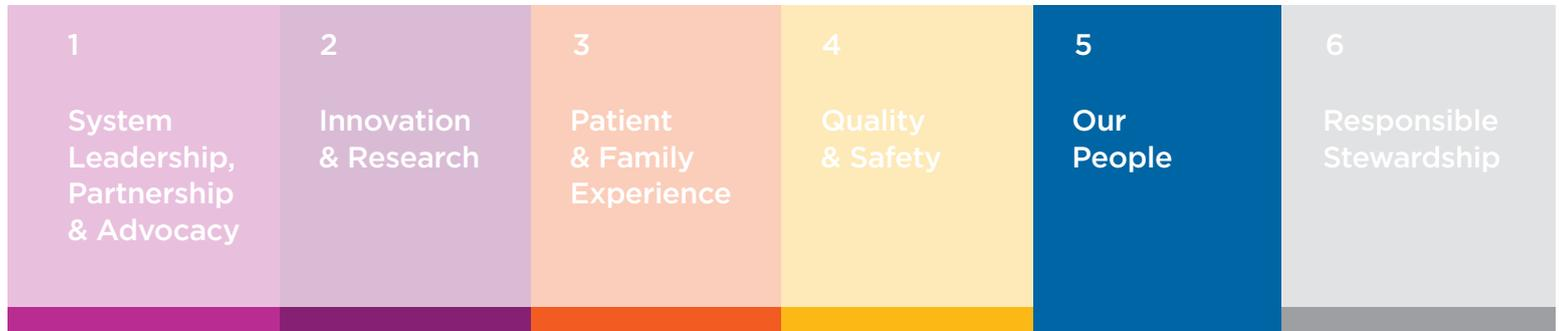 1
System
Leadership,
Partnership
& Advocacy
2
Innovation
& Research
3
Patient
& Family
Experience
4
Quality
& Safety
5
Our
People
6
Responsible
Stewardship